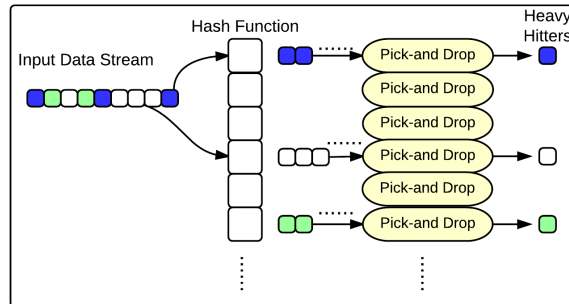 Hash Function
Heavy
Hitters
Input Data Stream
Pick-and Drop
Pick-and Drop
Pick-and Drop
Pick-and Drop
Pick-and Drop
Pick-and Drop